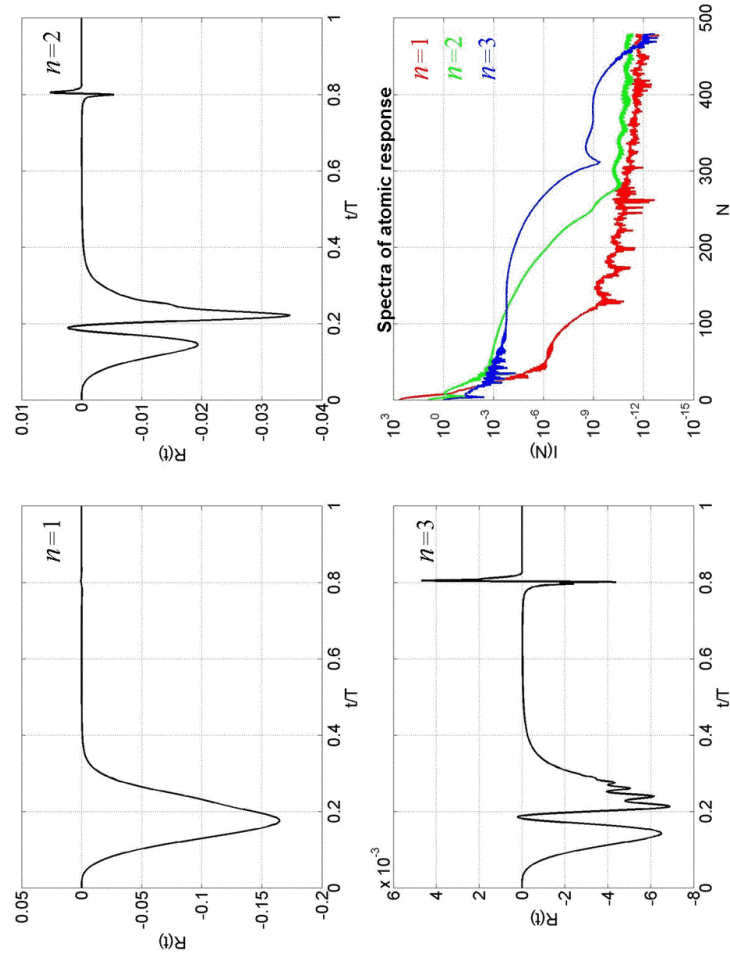 n=1
0.05
0
-0.05
-0.1
-0.15
-0.2
R(t)
0 0.2 0.4 0.6 0.8 1
t/T
n=2
0.01
0
-0.01
-0.02
-0.03
-0.04
R(t)
0 0.2 0.4 0.6 0.8 1
t/T
x 10^-3
n=3
6
4
2
0
-2
-4
-6
-8
R(t)
0 0.2 0.4 0.6 0.8 1
t/T
Spectra of atomic response
n=1
n=2
n=3
10^3
10^0
10^-3
10^-6
10^-9
10^-12
10^-15
I(N)
0 100 200 300 400 500
N